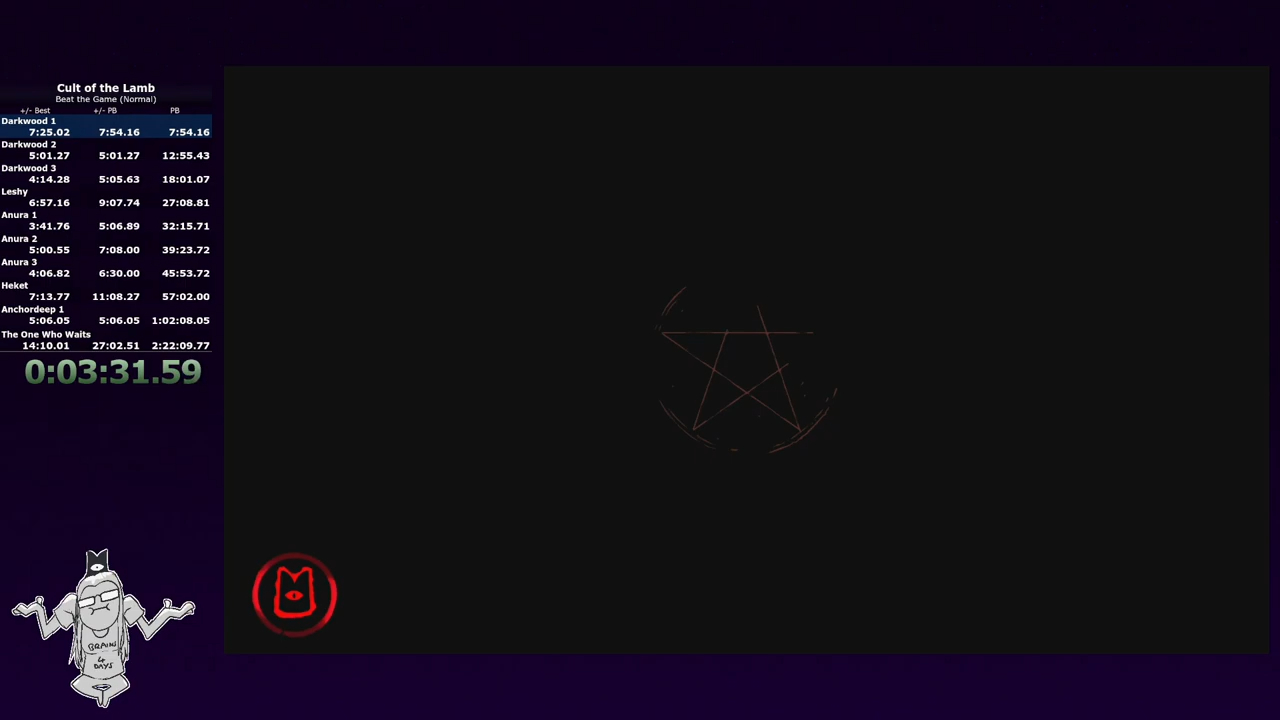 Cult of the Lamb
Beat the Game (Normal)
+/- Best +/- PB PB
Darkwood 1
7:25.02 7:54.16 7:54.16
Darkwood 2
5:01.27 5:01.27 12:55.43
Darkwood 3
4:14.28 5:05.63 18:01.07
Leshy
6:57.16 9:07.74 27:08.81
Anura 1
3:41.76 5:06.89 32:15.71
Anura 2
5:00.55 7:08.00 39:23.72
Anura 3
4:06.82 6:30.00 45:53.72
Heket
7:13.77 11:08.27 57:02.00
Anchordeep 1
5:06.05 5:06.05 1:02:08.05
The One Who Waits
14:10.01 27:02.51 2:22:09.77
0:03:31.59
BRAINS
4
DAYS